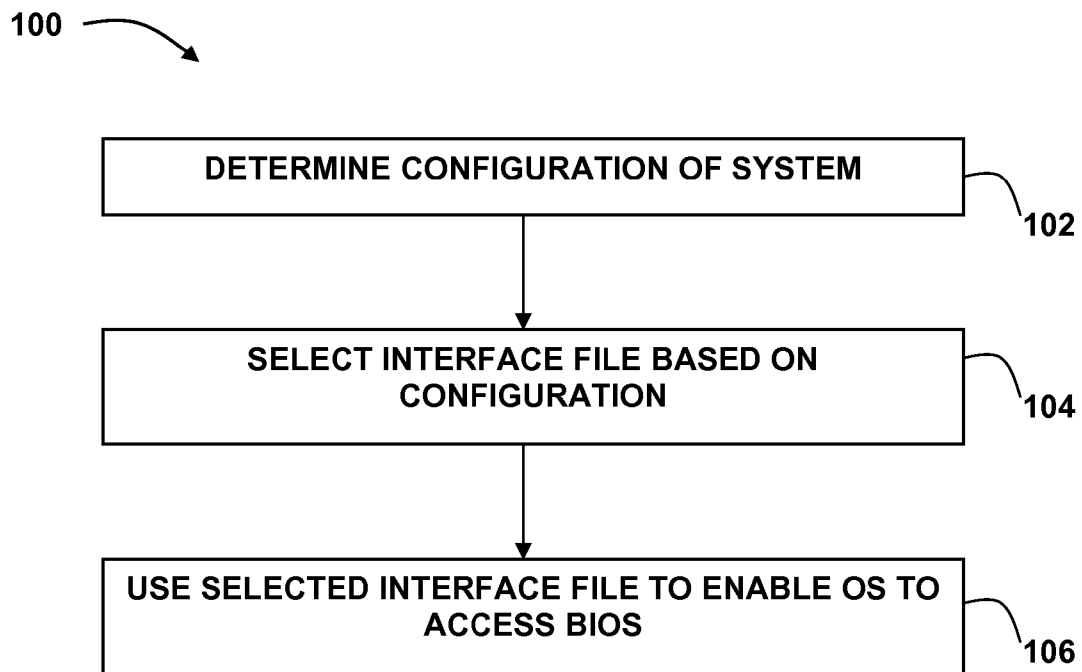 100
DETERMINE CONFIGURATION OF SYSTEM
102
SELECT INTERFACE FILE BASED ON
CONFIGURATION
104
USE SELECTED INTERFACE FILE TO ENABLE OS TO
ACCESS BIOS
106